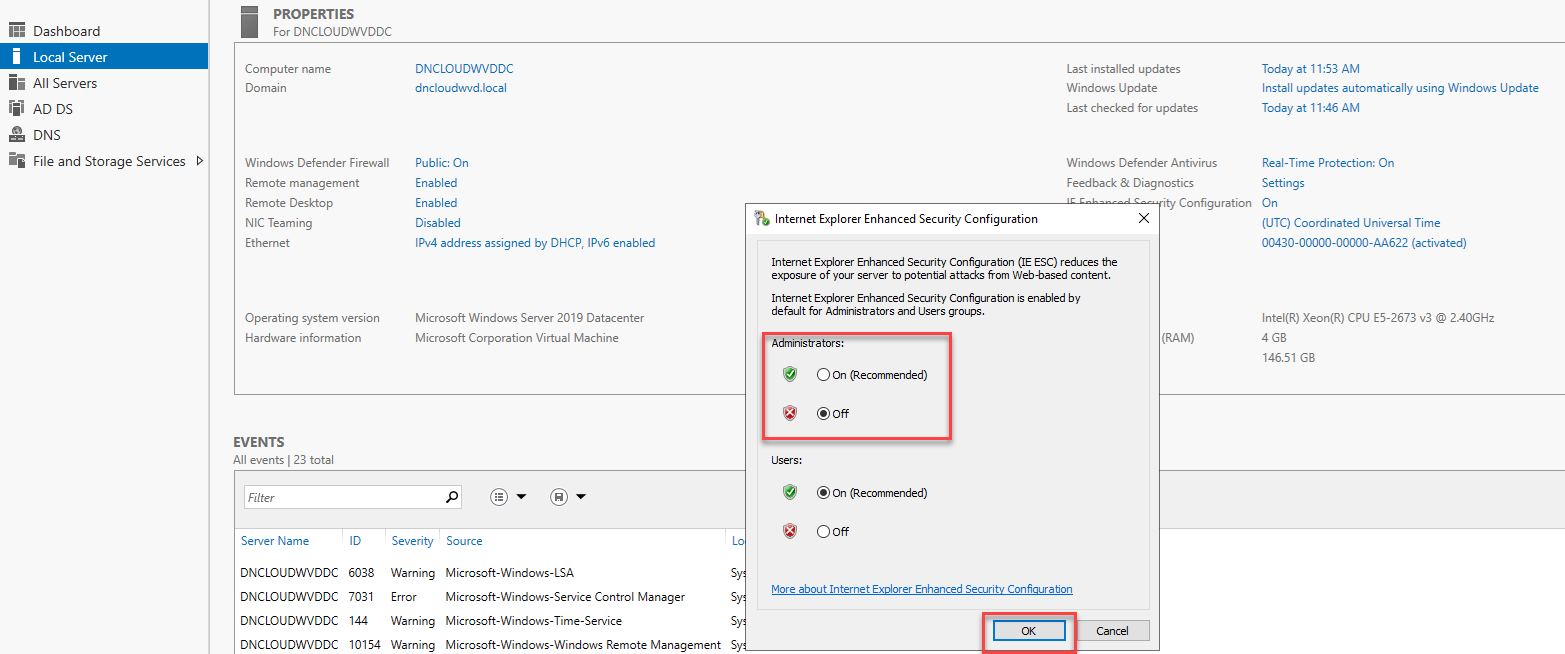 Dashboard
Local Server
All Servers
AD DS
DNS
File and Storage Services
PROPERTIES
For DNCLOUDWVDDC
Computer name DNCLOUDWVDDC
Domain dncloudwvd.local
Windows Defender Firewall Public: On
Remote management Enabled
Remote Desktop Enabled
NIC Teaming Disabled
Ethernet IPv4 address assigned by DHCP, IPv6 enabled
Operating system version Microsoft Windows Server 2019 Datacenter
Hardware information Microsoft Corporation Virtual Machine
Last installed updates Today at 11:53 AM
Windows Update Install updates automatically using Windows Update
Last checked for updates Today at 11:46 AM
Windows Defender Antivirus Real-Time Protection: On
Feedback & Diagnostics Settings
IE Enhanced Security Configuration On
(UTC) Coordinated Universal Time
00430-00000-00000-AA622 (activated)
Intel(R) Xeon(R) CPU E5-2673 v3 @ 2.40GHz
(RAM) 4 GB
146.51 GB
EVENTS
All events | 23 total
Filter
Server Name ID Severity Source Lo
DNCLOUDWVDDC 6038 Warning Microsoft-Windows-LSA Sys
DNCLOUDWVDDC 7031 Error Microsoft-Windows-Service Control Manager Sys
DNCLOUDWVDDC 144 Warning Microsoft-Windows-Time-Service Sys
DNCLOUDWVDDC 10154 Warning Microsoft-Windows-Windows Remote Management Sys
Internet Explorer Enhanced Security Configuration
Internet Explorer Enhanced Security Configuration (IE ESC) reduces the
exposure of your server to potential attacks from Web-based content.
Internet Explorer Enhanced Security Configuration is enabled by
default for Administrators and Users groups.
Administrators:
On (Recommended)
Off
Users:
On (Recommended)
Off
More about Internet Explorer Enhanced Security Configuration
OK Cancel